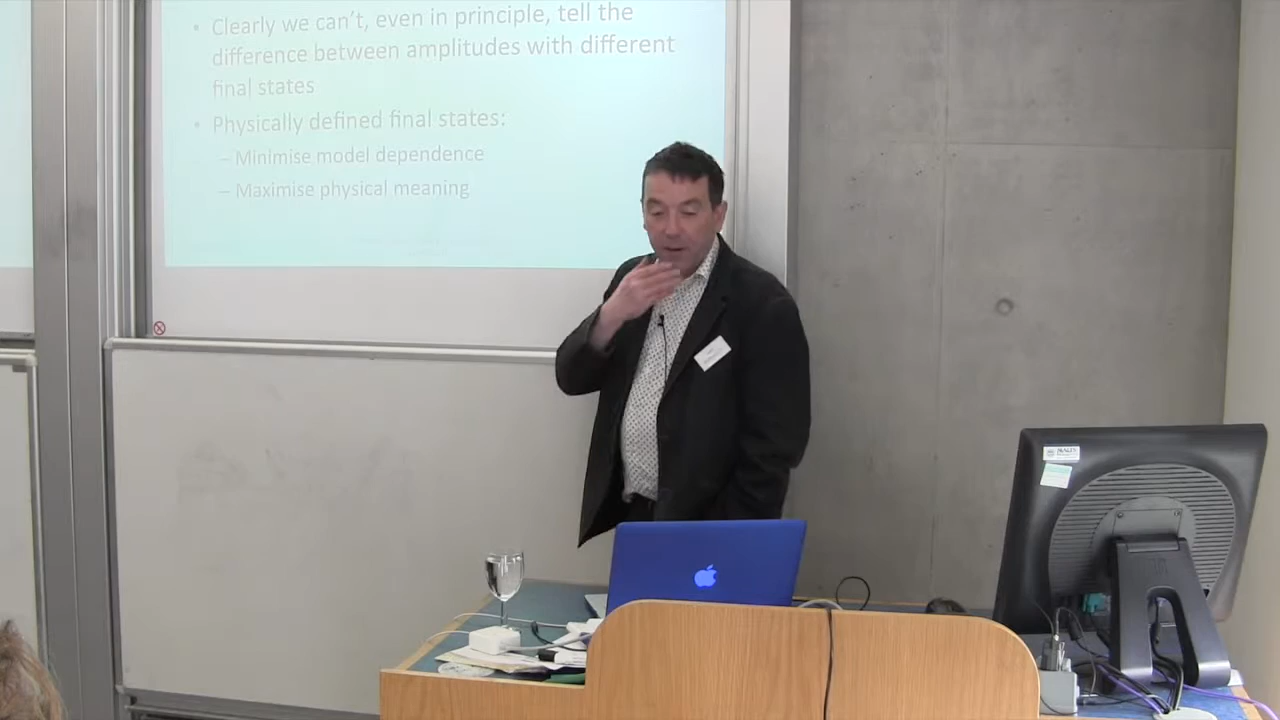 • Clearly we can't, even in principle, tell the
difference between amplitudes with different
final states
• Physically defined final states:
– Minimise model dependence
– Maximise physical meaning